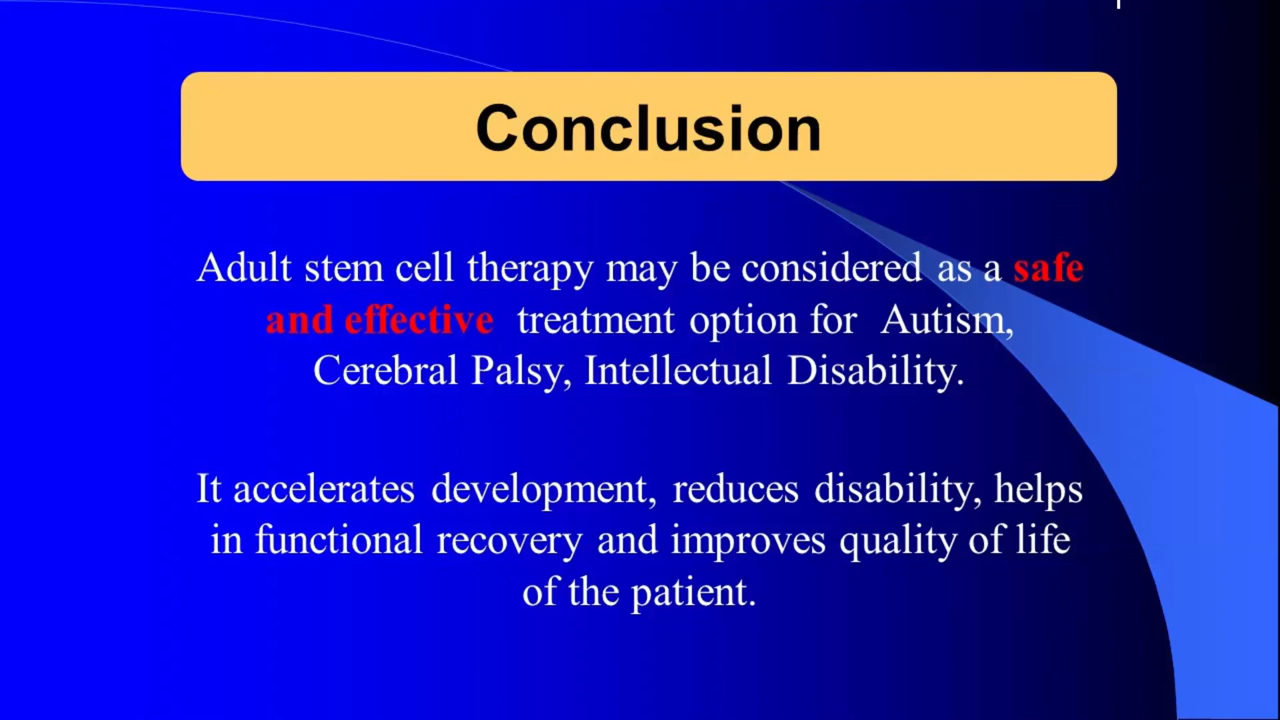 Conclusion
Adult stem cell therapy may be considered as a safe
and effective treatment option for Autism,
Cerebral Palsy, Intellectual Disability.
It accelerates development, reduces disability, helps
in functional recovery and improves quality of life
of the patient.